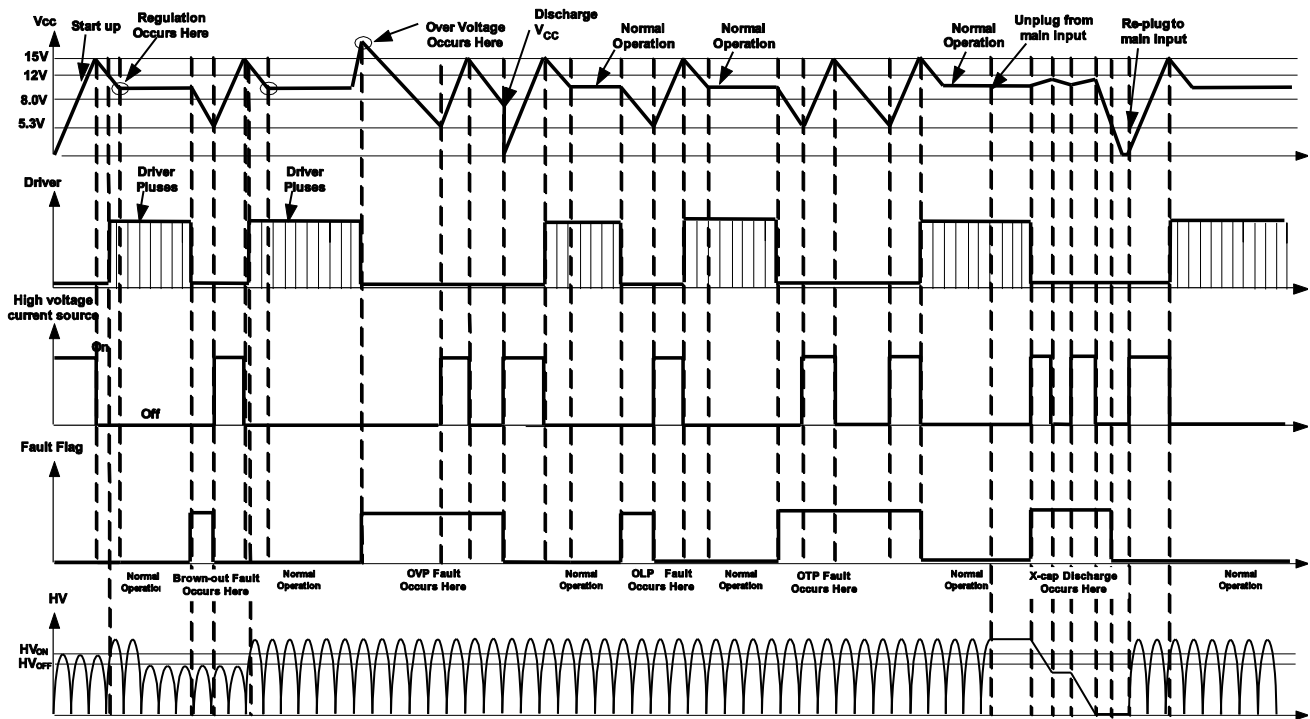 Vcc
Start up
Regulation
Occurs Here
Over Voltage
Occurs Here
Discharge
VCC
Normal
Operation
Normal
Operation
Normal
Operation
Unplug from
main input
Re-plugto
main input
15V
12V
8.0V
5.3V
Driver
Driver
Pluses
Driver
Pluses
High voltage
current source
On
Off
Fault Flag
Normal
Operation
Brown-out Fault
Occurs Here
Normal
Operation
OVP Fault
Occurs Here
Normal
Operation
OLP Fault
Occurs Here
Normal
Operation
OTP Fault
Occurs Here
Normal
Operation
X-cap Discharge
Occurs Here
Normal
Operation
HV
HVON
HVOFF